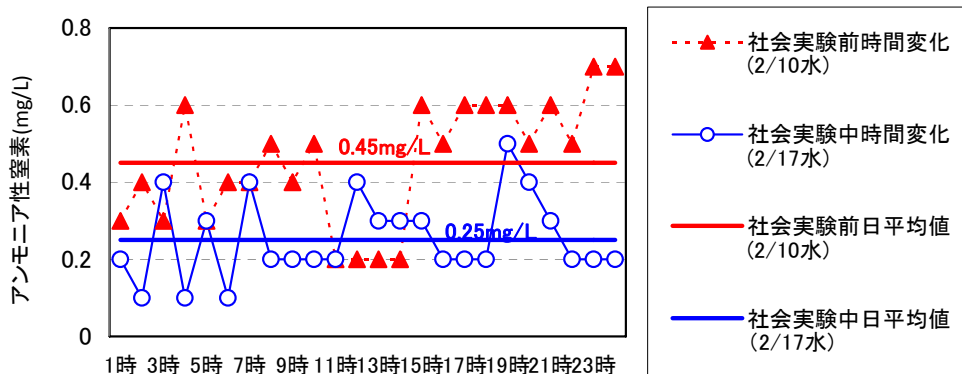 アンモニア性窒素(mg/L)
0.8
0.6
0.4
0.2
0
0.45mg/L
0.25mg/L
1時 3時 5時 7時 9時 11時 13時 15時 17時 19時 21時 23時
社会実験前時間変化
(2/10水)
社会実験中時間変化
(2/17水)
社会実験前日平均値
(2/10水)
社会実験中日平均値
(2/17水)